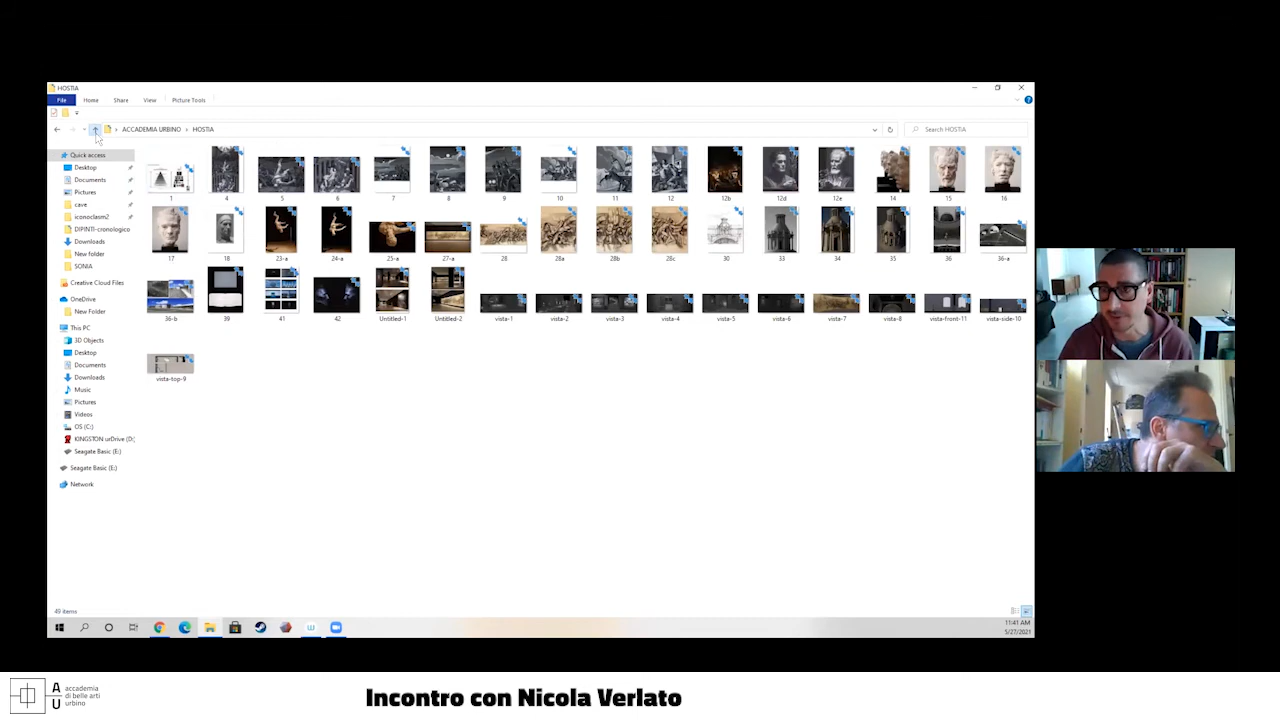 HOSTIA
File Home Share View Picture Tools
ACCADEMIA URBINO > HOSTIA
Search HOSTIA
Quick access
Desktop
Documents
Pictures
cave
iconoclasm2
DIPINTI-cronologico
Downloads
New folder
SONIA
Creative Cloud Files
OneDrive
New Folder
This PC
3D Objects
Desktop
Documents
Downloads
Music
Pictures
Videos
OS (C:)
KINGSTON urDrive (D:)
Seagate Basic (E:)
Seagate Basic (E:)
Network
1 4 5 6 7 8 9 10 11 12 12b 12d 12e 14 15 16
17 18 23-a 24-a 25-a 27-a 28 28a 28b 28c 30 33 34 35 36 36-a
36-b 39 41 42 Untitled-1 Untitled-2 vista-1 vista-2 vista-3 vista-4 vista-5 vista-6 vista-7 vista-8 vista-front-11 vista-side-10
vista-top-9
49 items
11:41 AM
5/27/2021
A
U
accademia
di belle arti
urbino
Incontro con Nicola Verlato